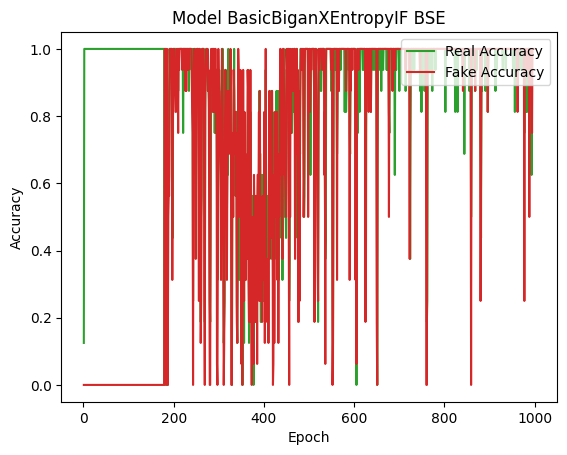 Model BasicBiganXEntropyIF BSE
Real Accuracy
Fake Accuracy
Accuracy
1.0
0.8
0.6
0.4
0.2
0.0
0 200 400 600 800 1000
Epoch